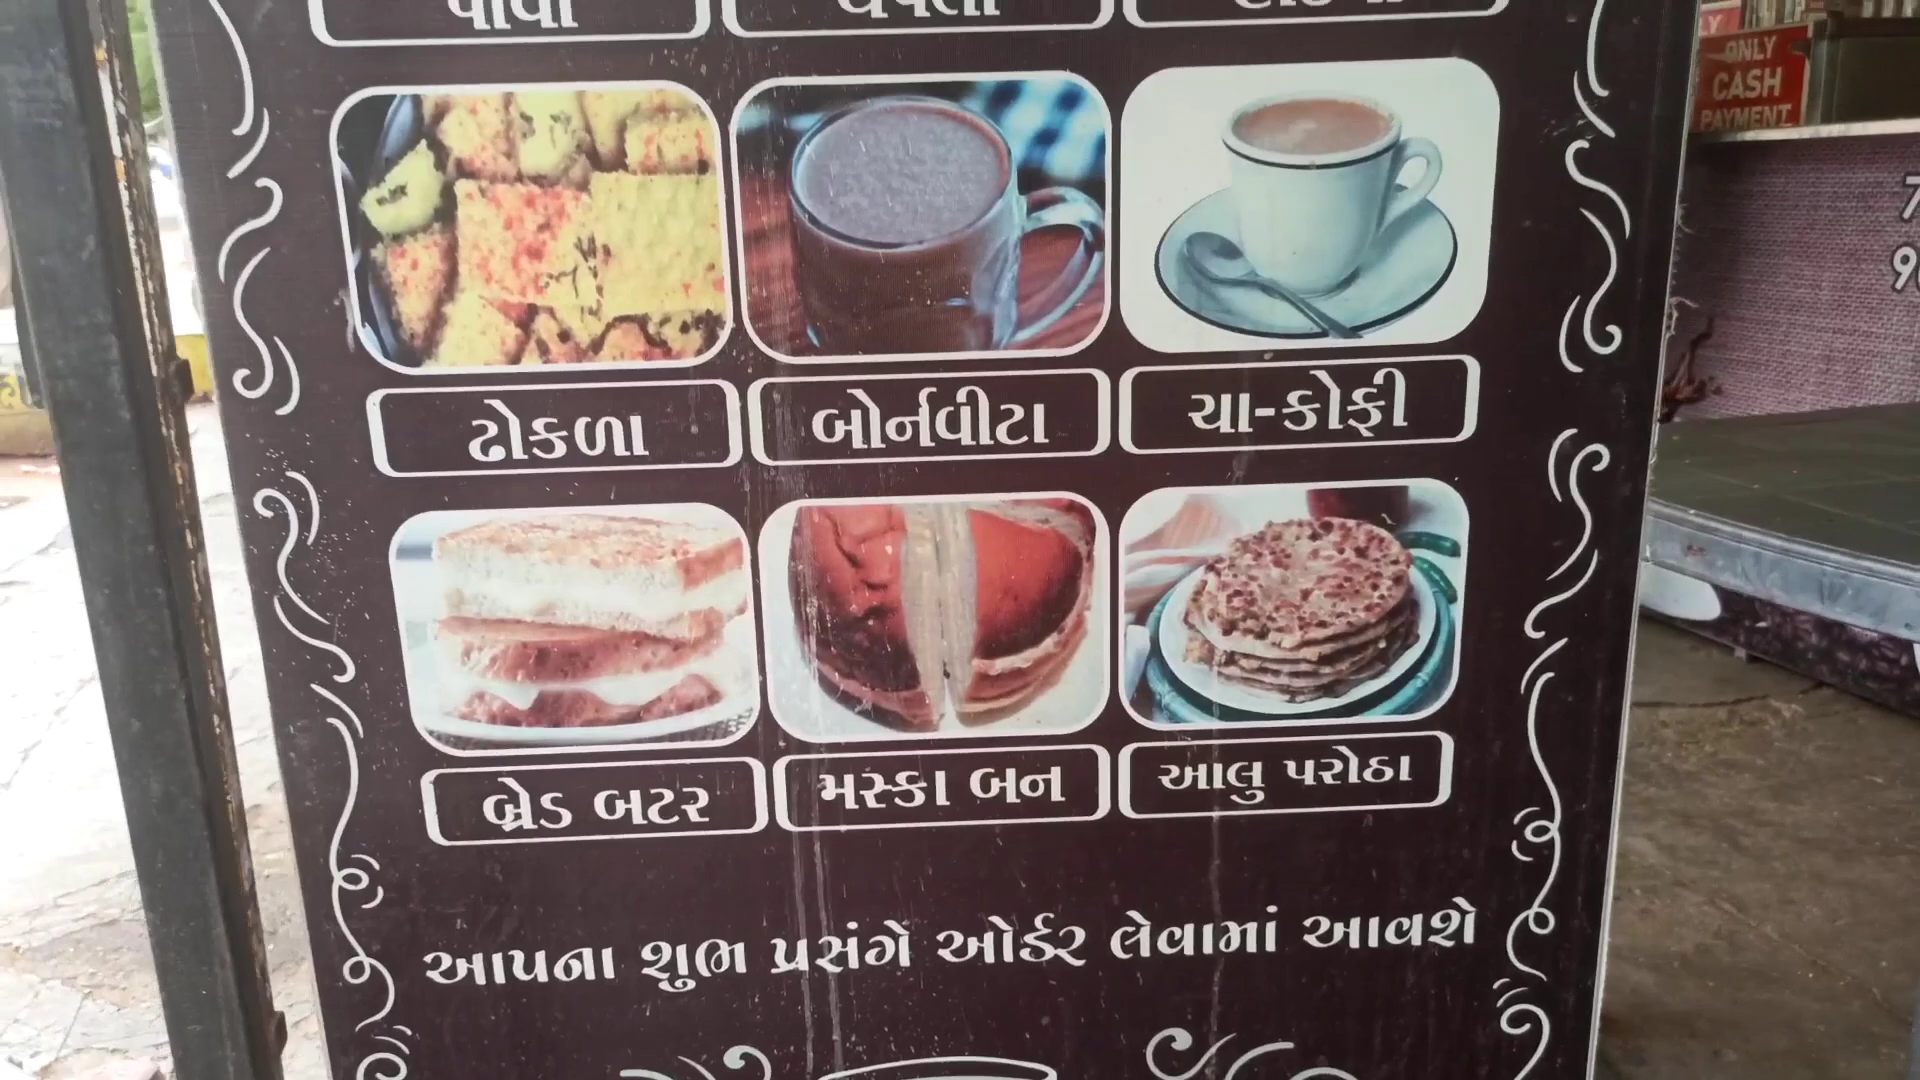 ONLY
CASH
PAYMENT
ઢોકળા
બોર્નવીટા
ચા-કોફી
બ્રેડ બટર
મસ્કા બન
આલુ પરોઠા
આપના શુભ પ્રસંગે ઓર્ડર લેવામાં આવશે